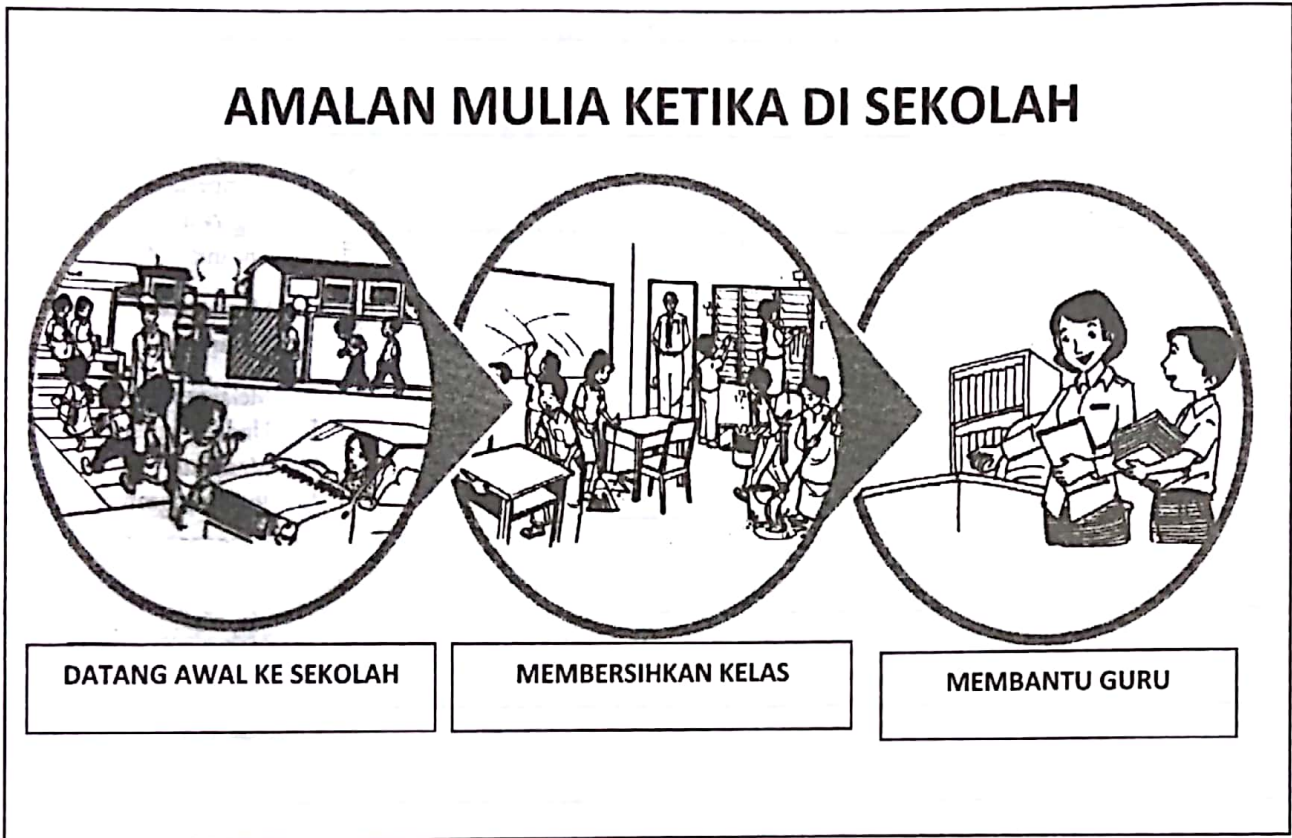 AMALAN MULIA KETIKA DI SEKOLAH
DATANG AWAL KE SEKOLAH
MEMBERSIHKAN KELAS
MEMBANTU GURU